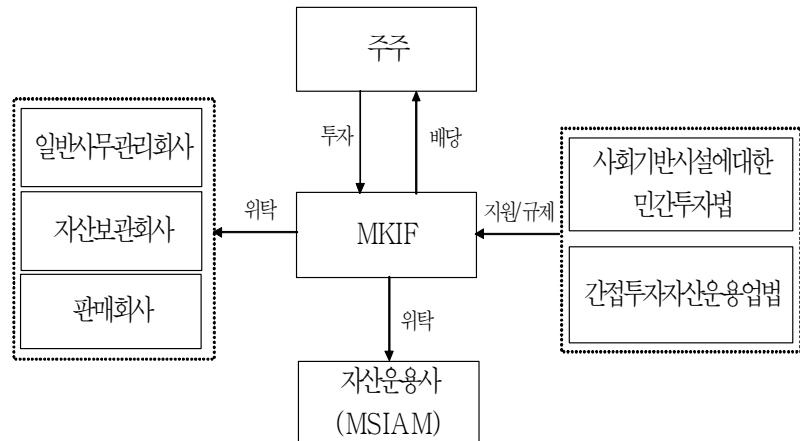 주주
투자
배당
일반사무관리회사
자산보관회사
판매회사
위탁
MKIF
지원/규제
사회기반시설에대한
민간투자법
간접투자자산운용업법
위탁
자산운용사
(MSIAM)